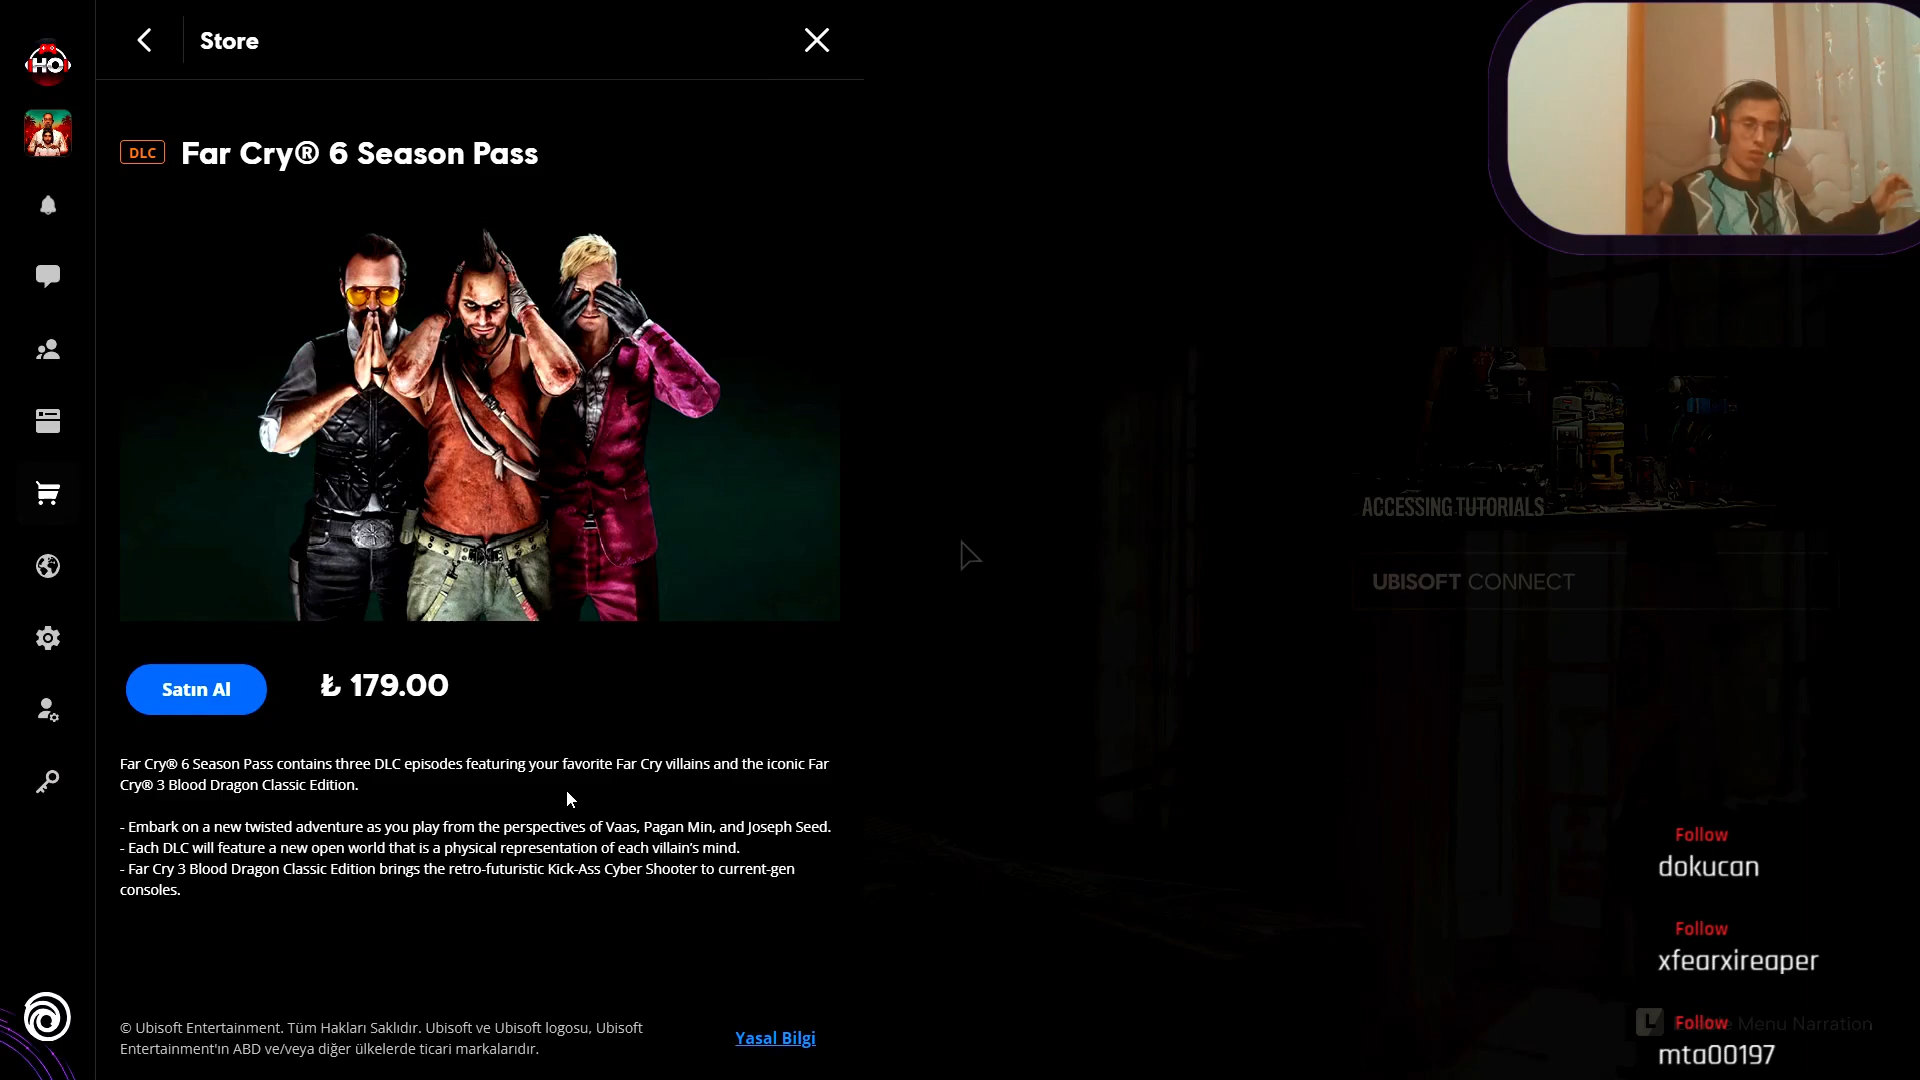 Store
HO
DLC
Far Cry® 6 Season Pass
Satın Al
₺ 179.00
Far Cry® 6 Season Pass contains three DLC episodes featuring your favorite Far Cry villains and the iconic Far
Cry® 3 Blood Dragon Classic Edition.
- Embark on a new twisted adventure as you play from the perspectives of Vaas, Pagan Min, and Joseph Seed.
- Each DLC will feature a new open world that is a physical representation of each villain's mind.
- Far Cry 3 Blood Dragon Classic Edition brings the retro-futuristic Kick-Ass Cyber Shooter to current-gen
consoles.
© Ubisoft Entertainment. Tüm Hakları Saklıdır. Ubisoft ve Ubisoft logosu, Ubisoft
Entertainment'ın ABD ve/veya diğer ülkelerde ticari markalarıdır.
Yasal Bilgi
ACCESSING TUTORIALS
UBISOFT CONNECT
Follow
dokucan
Follow
xfearxireaper
L
Menu Narration
Follow
mta00197